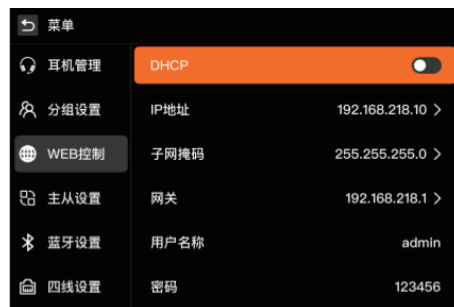 菜单
耳机管理
DHCP
分组设置
IP地址
192.168.218.10 >
WEB控制
子网掩码
255.255.255.0 >
主从设置
网关
192.168.218.1 >
蓝牙设置
用户名称
admin
四线设置
密码
123456